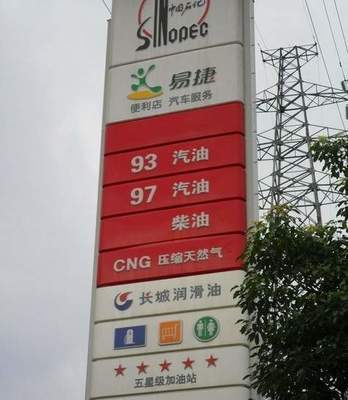 中国石化
SINOPEC
易捷
便利店 汽车服务
93 汽油
97 汽油
柴油
CNG 压缩天然气
长城润滑油
五星级加油站